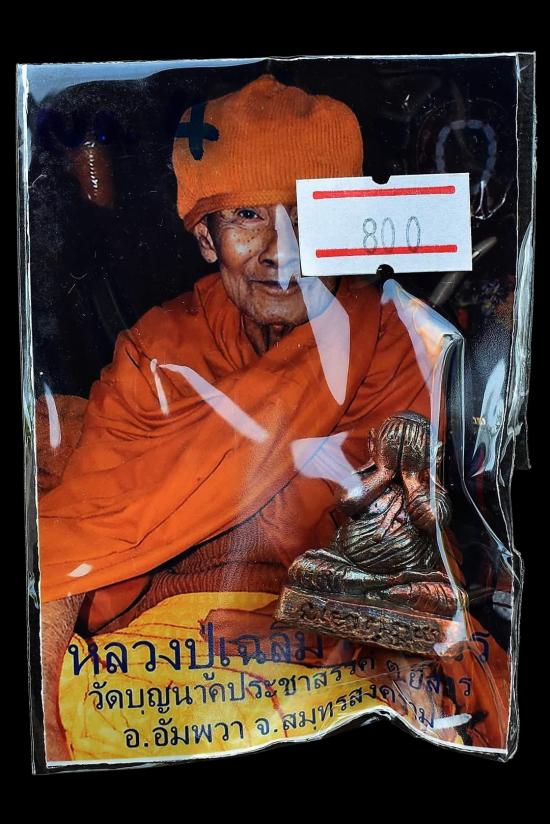 800
หลวงปู่เฉลิม
วัดบุญนาคประชาสรรค์ ต.ยี่สาร
อ.อัมพวา จ.สมุทรสงคราม